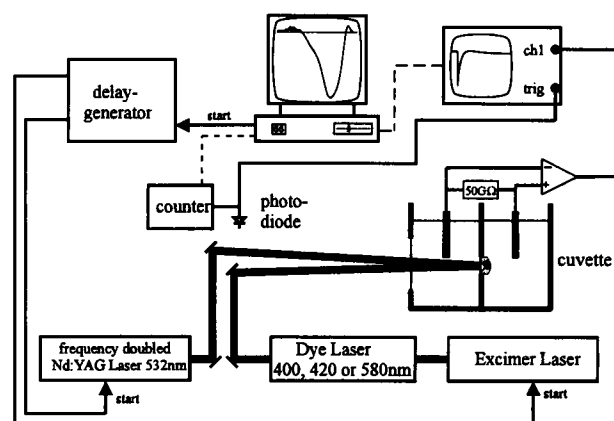 delay-
generator
start
ch1
trig
counter
photo-
diode
50GΩ
-
+
cuvette
frequency doubled
Nd:YAG Laser 532nm
start
Dye Laser
400, 420 or 580nm
Excimer Laser
start